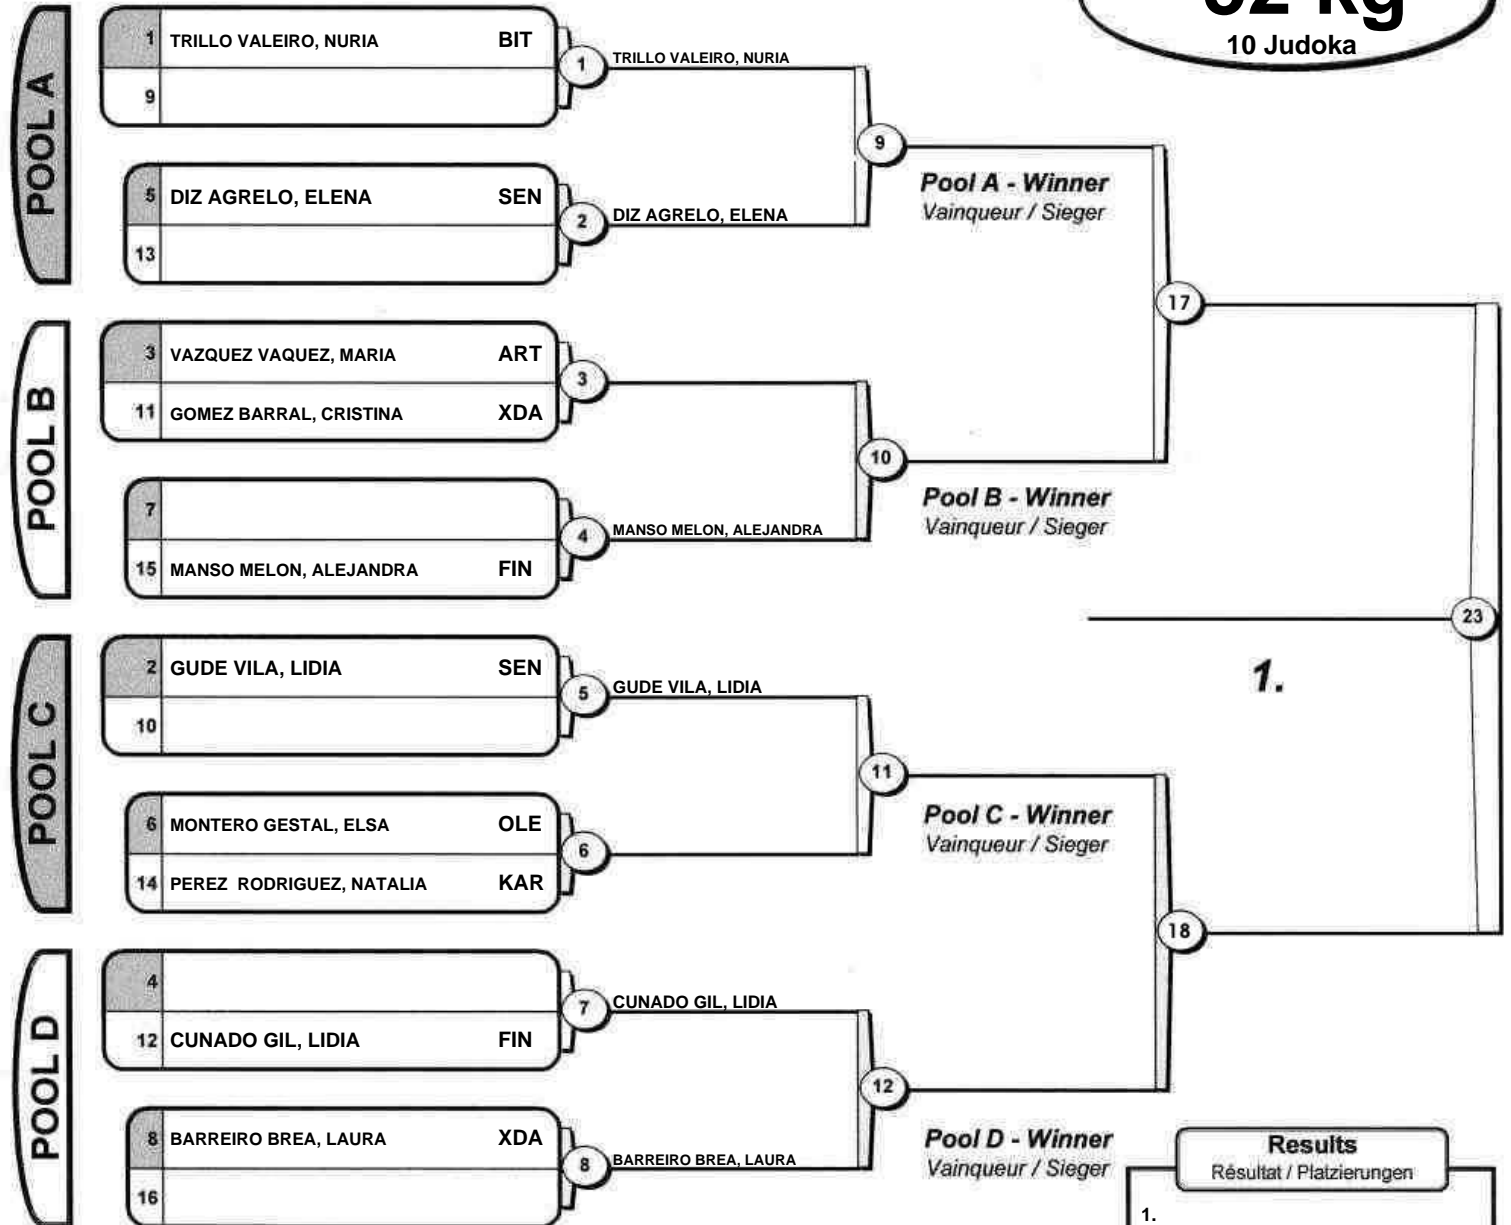 kg
10 Judoka
POOL A
1 TRILLO VALEIRO, NURIA BIT
9
1 TRILLO VALEIRO, NURIA
5 DIZ AGRELO, ELENA SEN
13
2 DIZ AGRELO, ELENA
9
Pool A - Winner
Vainqueur / Sieger
POOL B
3 VAZQUEZ VAQUEZ, MARIA ART
11 GOMEZ BARRAL, CRISTINA XDA
3
7
15 MANSO MELON, ALEJANDRA FIN
4 MANSO MELON, ALEJANDRA
10
Pool B - Winner
Vainqueur / Sieger
17
POOL C
2 GUDE VILA, LIDIA SEN
10
5 GUDE VILA, LIDIA
6 MONTERO GESTAL, ELSA OLE
14 PEREZ RODRIGUEZ, NATALIA KAR
6
11
Pool C - Winner
Vainqueur / Sieger
POOL D
4
12 CUNADO GIL, LIDIA FIN
7 CUNADO GIL, LIDIA
8 BARREIRO BREA, LAURA XDA
16
8 BARREIRO BREA, LAURA
12
Pool D - Winner
Vainqueur / Sieger
18
23
1.
Results
Résultat / Platzierungen
1.